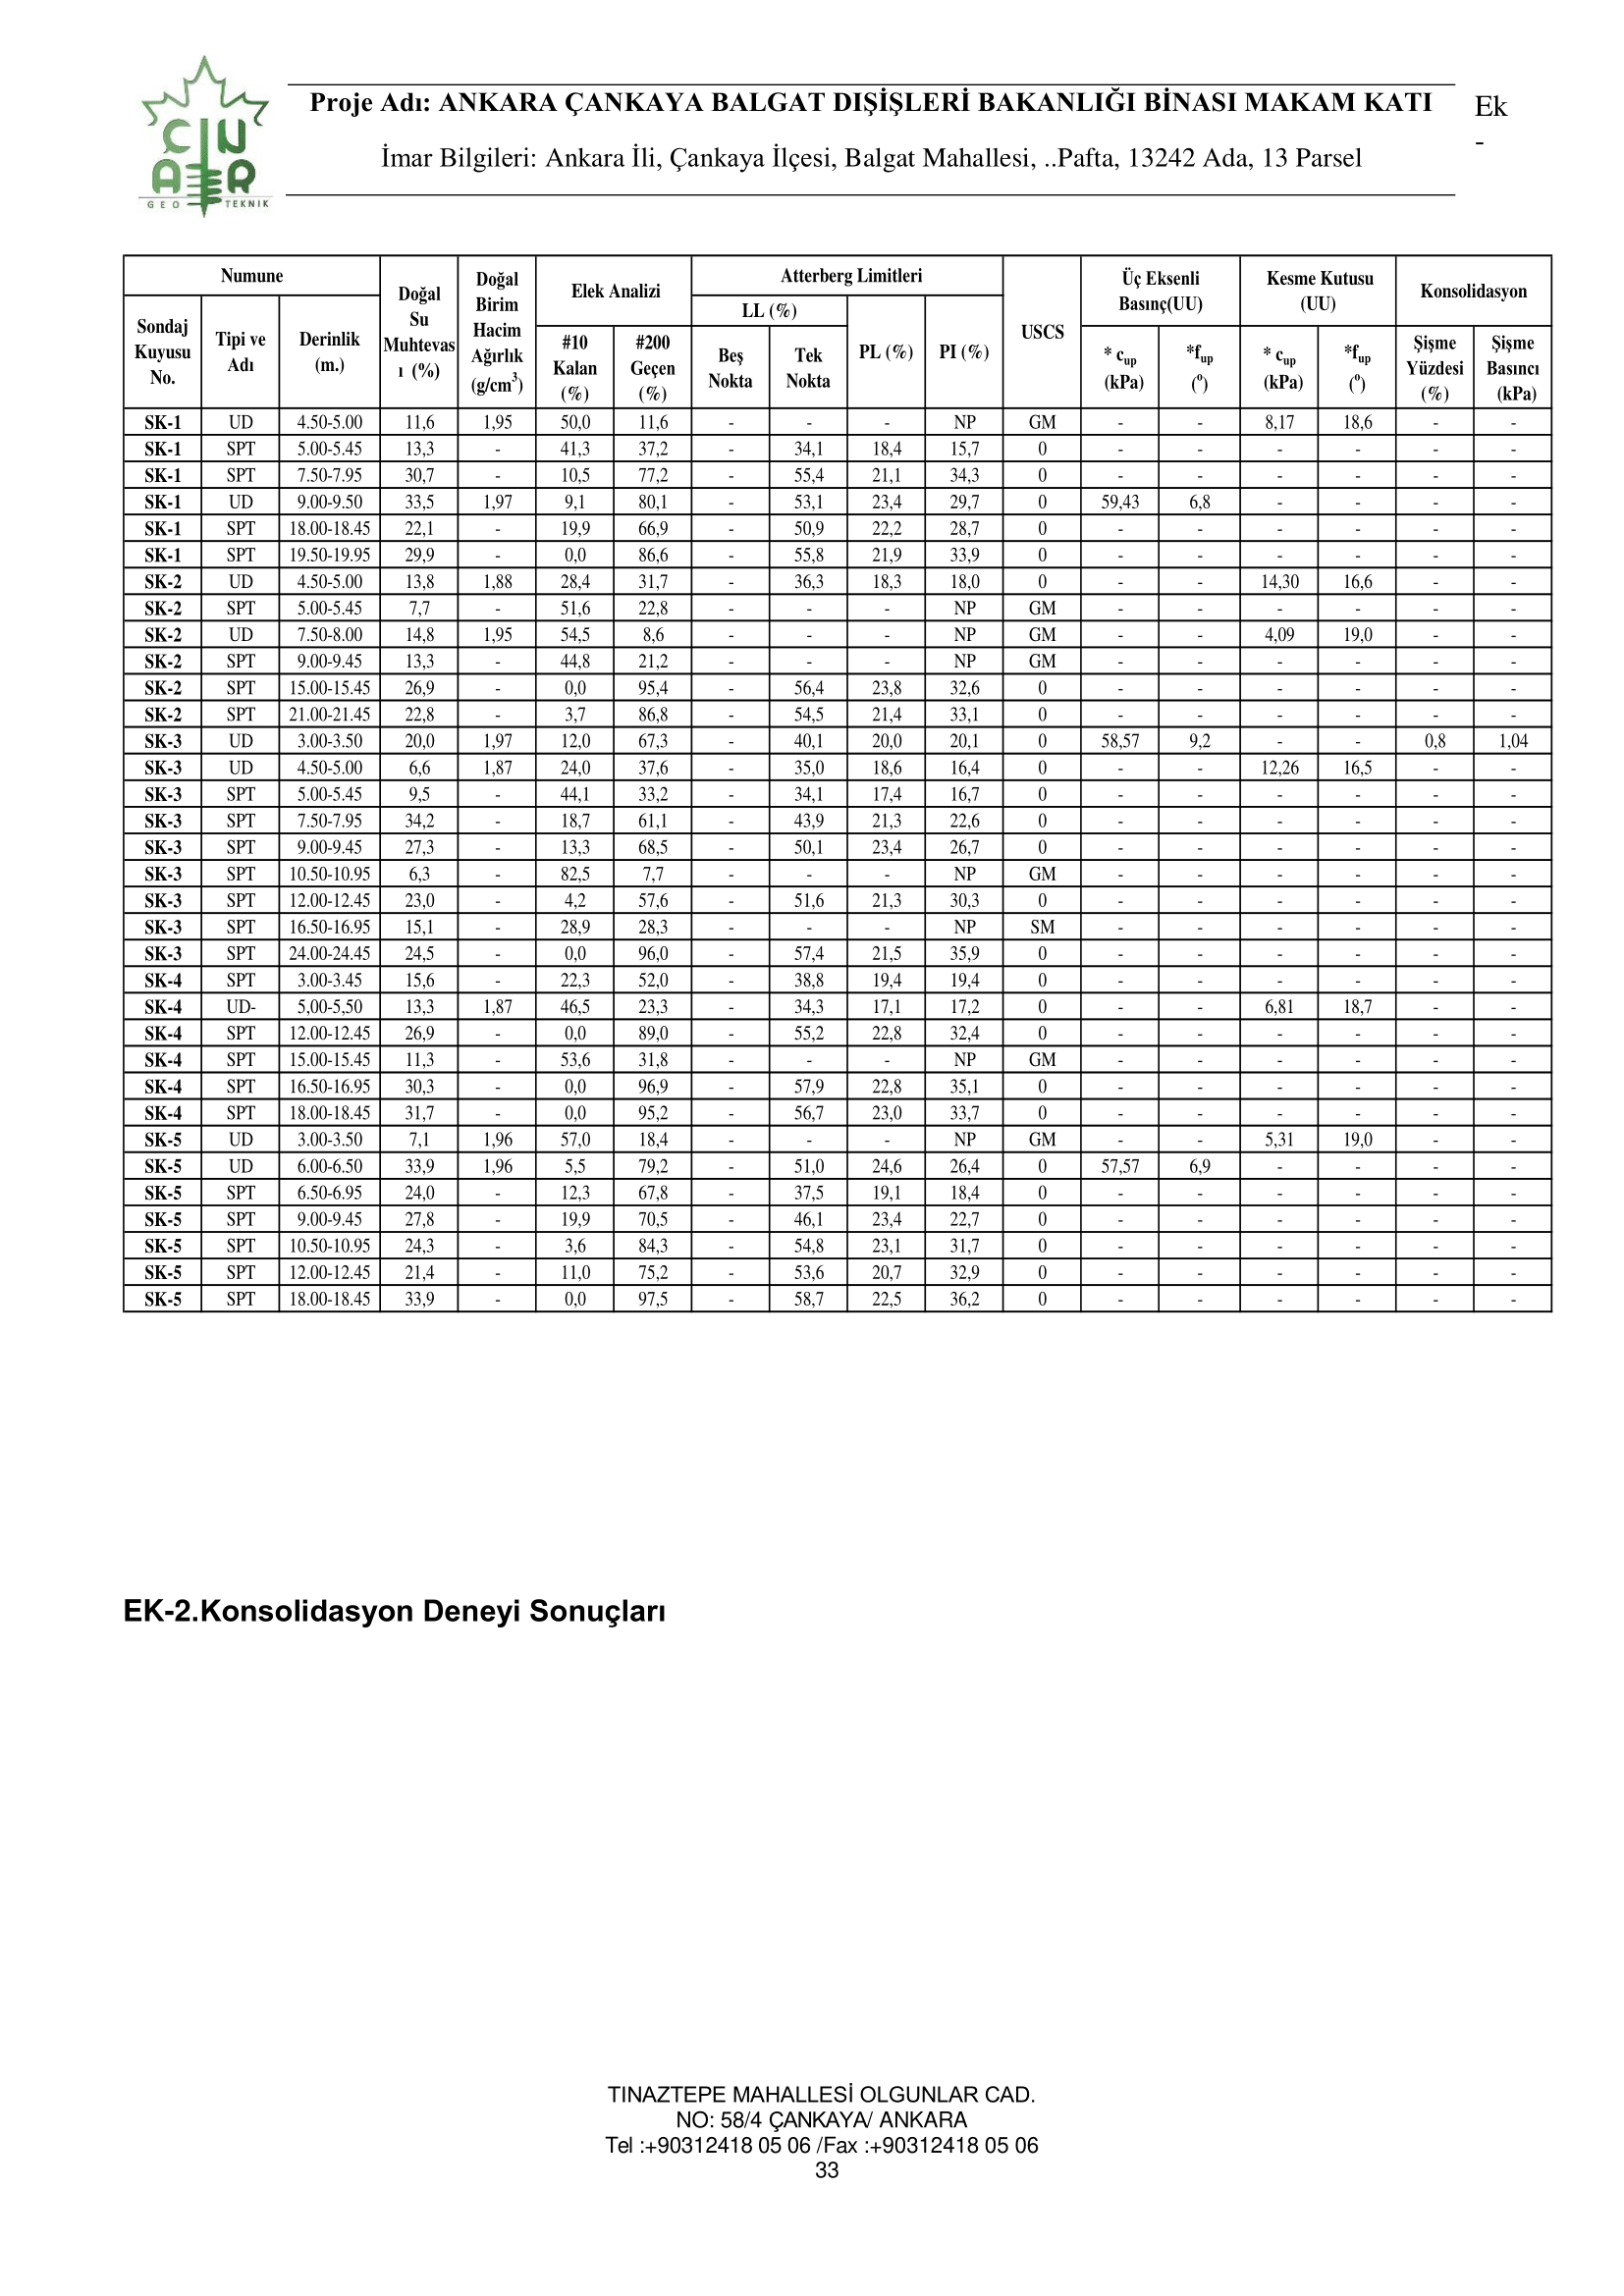 ÇINAR
GEO TEKNIK
Proje Adı: ANKARA ÇANKAYA BALGAT DIŞİŞLERİ BAKANLIĞI BİNASI MAKAM KATI
İmar Bilgileri: Ankara İli, Çankaya İlçesi, Balgat Mahallesi, ..Pafta, 13242 Ada, 13 Parsel
Ek
-
Numune
Doğal Su Muhtevası (%)
Doğal Birim Hacim Ağırlık (g/cm³)
Elek Analizi
Atterberg Limitleri
USCS
Üç Eksenli Basınç(UU)
Kesme Kutusu (UU)
Konsolidasyon
Sondaj Kuyusu No.
Tipi ve Adı
Derinlik (m.)
#10 Kalan (%)
#200 Geçen (%)
LL (%)
Beş Nokta
Tek Nokta
PL (%)
PI (%)
* cup (kPa)
*fup (º)
* cup (kPa)
*fup (º)
Şişme Yüzdesi (%)
Şişme Basıncı (kPa)
SK-1 UD 4.50-5.00 11,6 1,95 50,0 11,6 - - - NP GM - - 8,17 18,6 - -
SK-1 SPT 5.00-5.45 13,3 - 41,3 37,2 - 34,1 18,4 15,7 0 - - - - - -
SK-1 SPT 7.50-7.95 30,7 - 10,5 77,2 - 55,4 21,1 34,3 0 - - - - - -
SK-1 UD 9.00-9.50 33,5 1,97 9,1 80,1 - 53,1 23,4 29,7 0 59,43 6,8 - - - -
SK-1 SPT 18.00-18.45 22,1 - 19,9 66,9 - 50,9 22,2 28,7 0 - - - - - -
SK-1 SPT 19.50-19.95 29,9 - 0,0 86,6 - 55,8 21,9 33,9 0 - - - - - -
SK-2 UD 4.50-5.00 13,8 1,88 28,4 31,7 - 36,3 18,3 18,0 0 - - 14,30 16,6 - -
SK-2 SPT 5.00-5.45 7,7 - 51,6 22,8 - - - NP GM - - - - - -
SK-2 UD 7.50-8.00 14,8 1,95 54,5 8,6 - - - NP GM - - 4,09 19,0 - -
SK-2 SPT 9.00-9.45 13,3 - 44,8 21,2 - - - NP GM - - - - - -
SK-2 SPT 15.00-15.45 26,9 - 0,0 95,4 - 56,4 23,8 32,6 0 - - - - - -
SK-2 SPT 21.00-21.45 22,8 - 3,7 86,8 - 54,5 21,4 33,1 0 - - - - - -
SK-3 UD 3.00-3.50 20,0 1,97 12,0 67,3 - 40,1 20,0 20,1 0 58,57 9,2 - - 0,8 1,04
SK-3 UD 4.50-5.00 6,6 1,87 24,0 37,6 - 35,0 18,6 16,4 0 - - 12,26 16,5 - -
SK-3 SPT 5.00-5.45 9,5 - 44,1 33,2 - 34,1 17,4 16,7 0 - - - - - -
SK-3 SPT 7.50-7.95 34,2 - 18,7 61,1 - 43,9 21,3 22,6 0 - - - - - -
SK-3 SPT 9.00-9.45 27,3 - 13,3 68,5 - 50,1 23,4 26,7 0 - - - - - -
SK-3 SPT 10.50-10.95 6,3 - 82,5 7,7 - - - NP GM - - - - - -
SK-3 SPT 12.00-12.45 23,0 - 4,2 57,6 - 51,6 21,3 30,3 0 - - - - - -
SK-3 SPT 16.50-16.95 15,1 - 28,9 28,3 - - - NP SM - - - - - -
SK-3 SPT 24.00-24.45 24,5 - 0,0 96,0 - 57,4 21,5 35,9 0 - - - - - -
SK-4 SPT 3.00-3.45 15,6 - 22,3 52,0 - 38,8 19,4 19,4 0 - - - - - -
SK-4 UD- 5,00-5,50 13,3 1,87 46,5 23,3 - 34,3 17,1 17,2 0 - - 6,81 18,7 - -
SK-4 SPT 12.00-12.45 26,9 - 0,0 89,0 - 55,2 22,8 32,4 0 - - - - - -
SK-4 SPT 15.00-15.45 11,3 - 53,6 31,8 - - - NP GM - - - - - -
SK-4 SPT 16.50-16.95 30,3 - 0,0 96,9 - 57,9 22,8 35,1 0 - - - - - -
SK-4 SPT 18.00-18.45 31,7 - 0,0 95,2 - 56,7 23,0 33,7 0 - - - - - -
SK-5 UD 3.00-3.50 7,1 1,96 57,0 18,4 - - - NP GM - - 5,31 19,0 - -
SK-5 UD 6.00-6.50 33,9 1,96 5,5 79,2 - 51,0 24,6 26,4 0 57,57 6,9 - - - -
SK-5 SPT 6.50-6.95 24,0 - 12,3 67,8 - 37,5 19,1 18,4 0 - - - - - -
SK-5 SPT 9.00-9.45 27,8 - 19,9 70,5 - 46,1 23,4 22,7 0 - - - - - -
SK-5 SPT 10.50-10.95 24,3 - 3,6 84,3 - 54,8 23,1 31,7 0 - - - - - -
SK-5 SPT 12.00-12.45 21,4 - 11,0 75,2 - 53,6 20,7 32,9 0 - - - - - -
SK-5 SPT 18.00-18.45 33,9 - 0,0 97,5 - 58,7 22,5 36,2 0 - - - - - -
EK-2.Konsolidasyon Deneyi Sonuçları
TINAZTEPE MAHALLESİ OLGUNLAR CAD.
NO: 58/4 ÇANKAYA/ ANKARA
Tel :+90312418 05 06 /Fax :+90312418 05 06
33